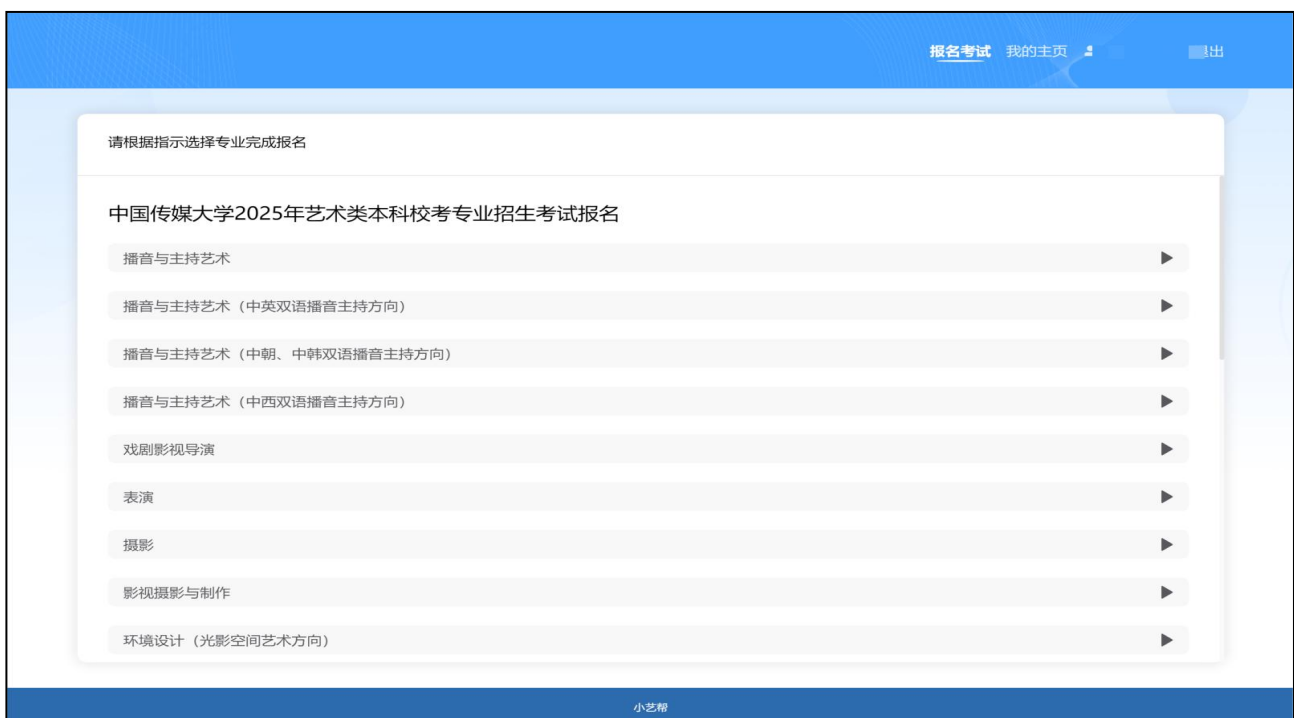 报名考试 我的主页
出
请根据指示选择专业完成报名
中国传媒大学2025年艺术类本科校考专业招生考试报名
播音与主持艺术
播音与主持艺术（中英双语播音主持方向）
播音与主持艺术（中朝、中韩双语播音主持方向）
播音与主持艺术（中西双语播音主持方向）
戏剧影视导演
表演
摄影
影视摄影与制作
环境设计（光影空间艺术方向）
小艺帮